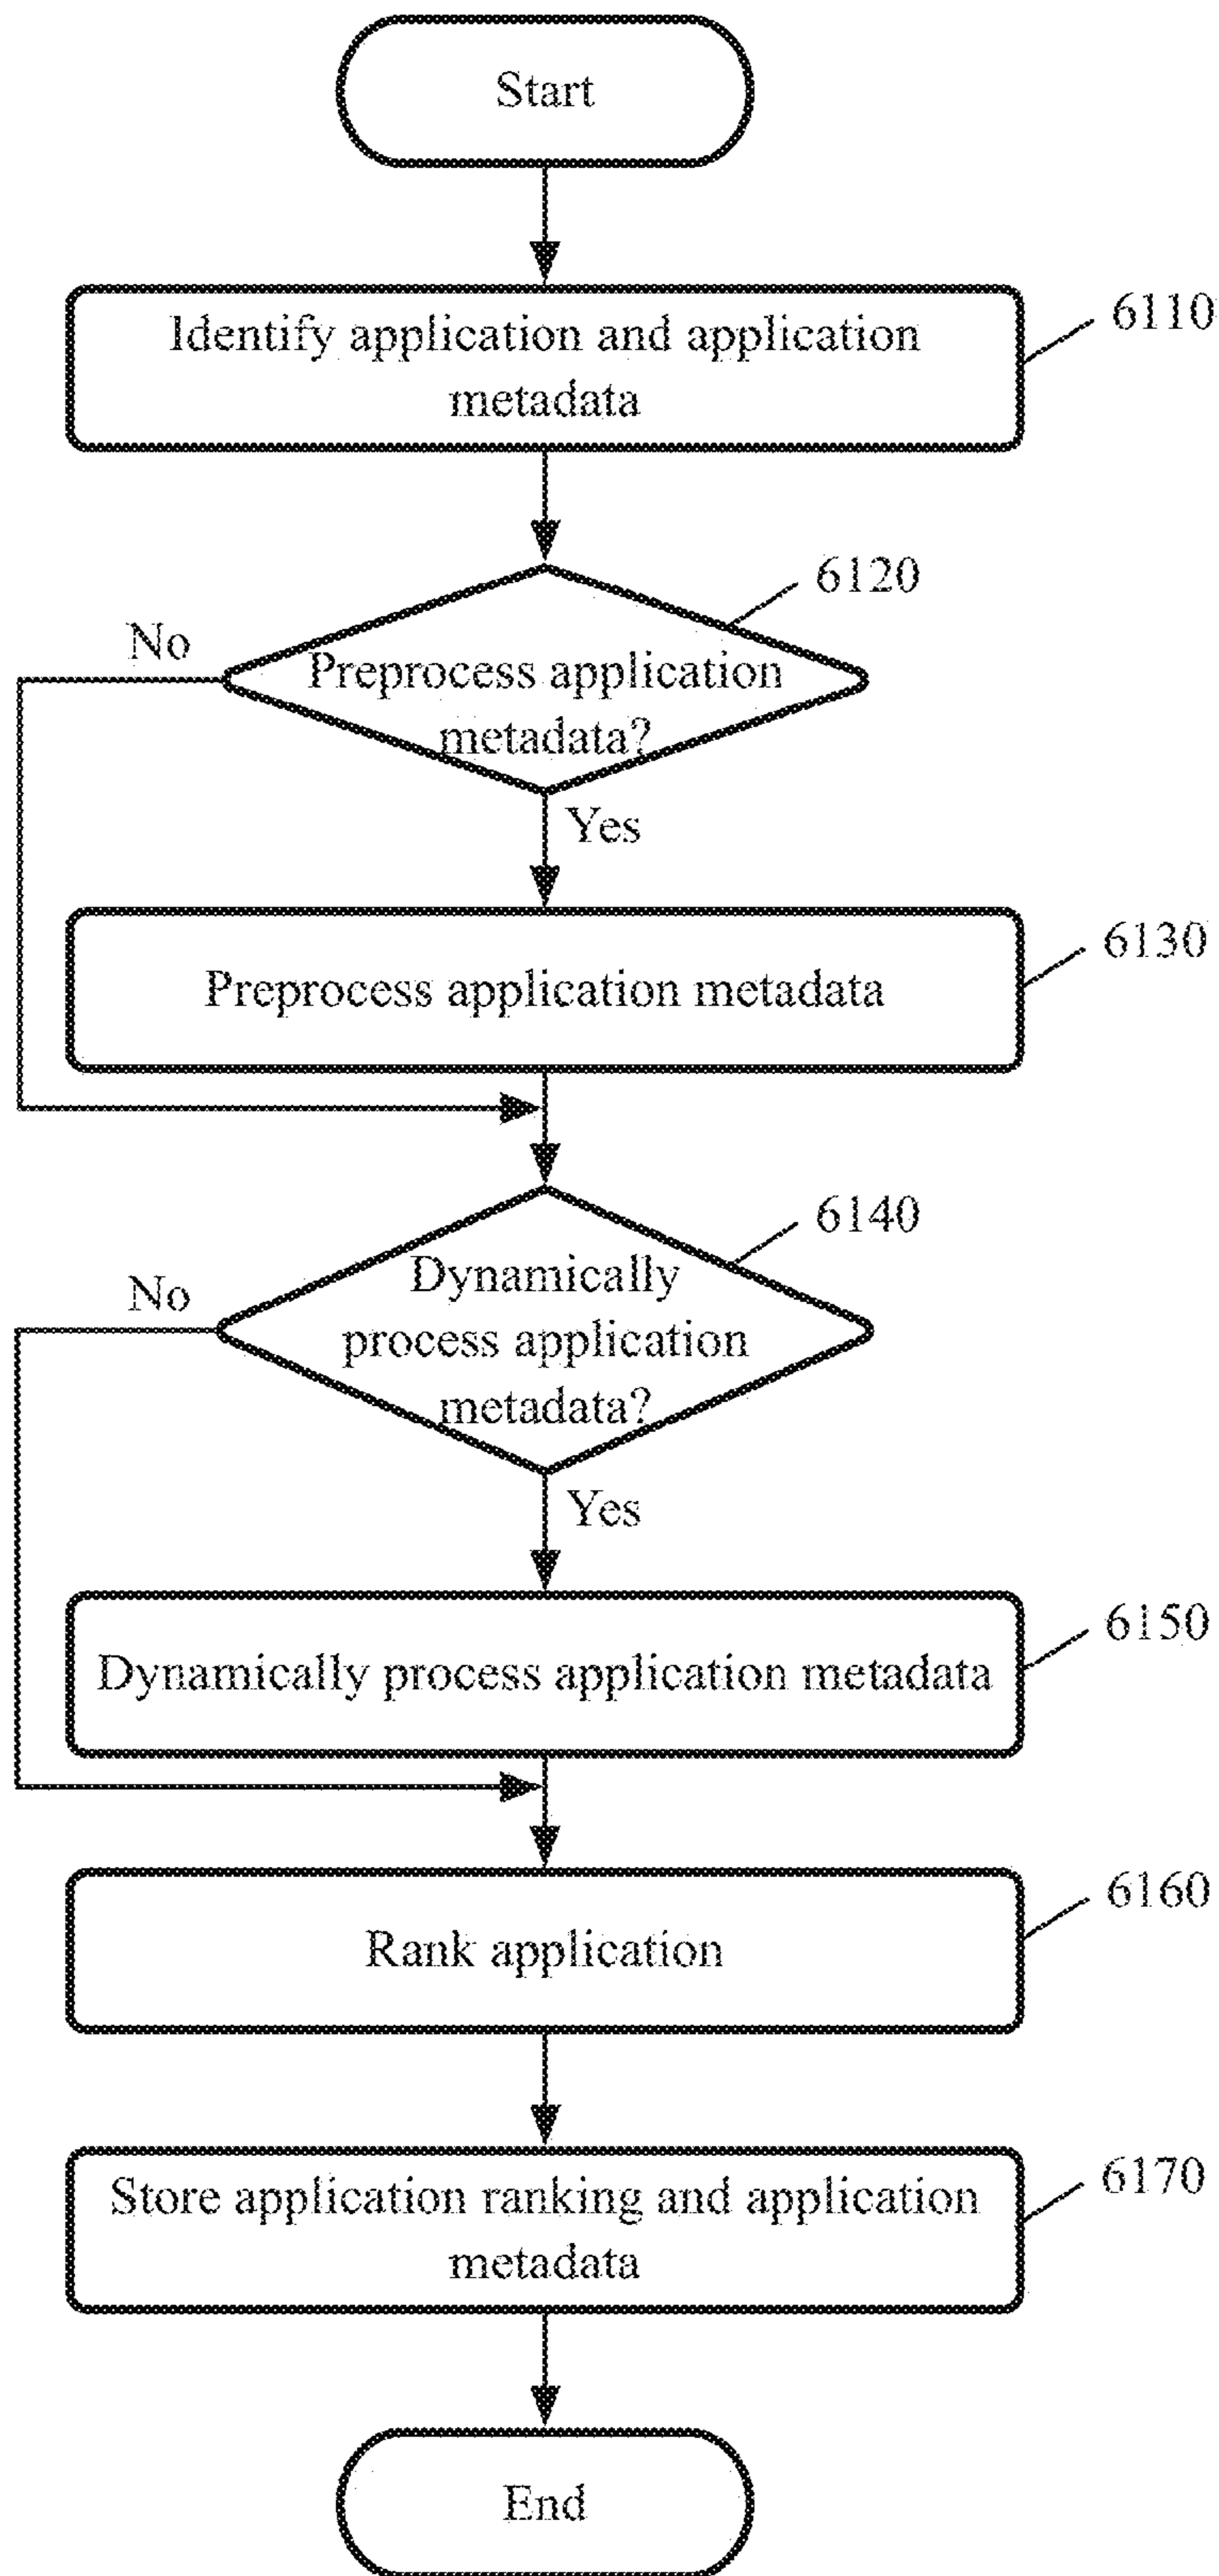 Start
Identify application and application
metadata
6110
6120
No
Preprocess application
metadata?
Yes
Preprocess application metadata
6130
6140
No
Dynamically
process application
metadata?
Yes
Dynamically process application metadata
6150
Rank application
6160
Store application ranking and application
metadata
6170
End